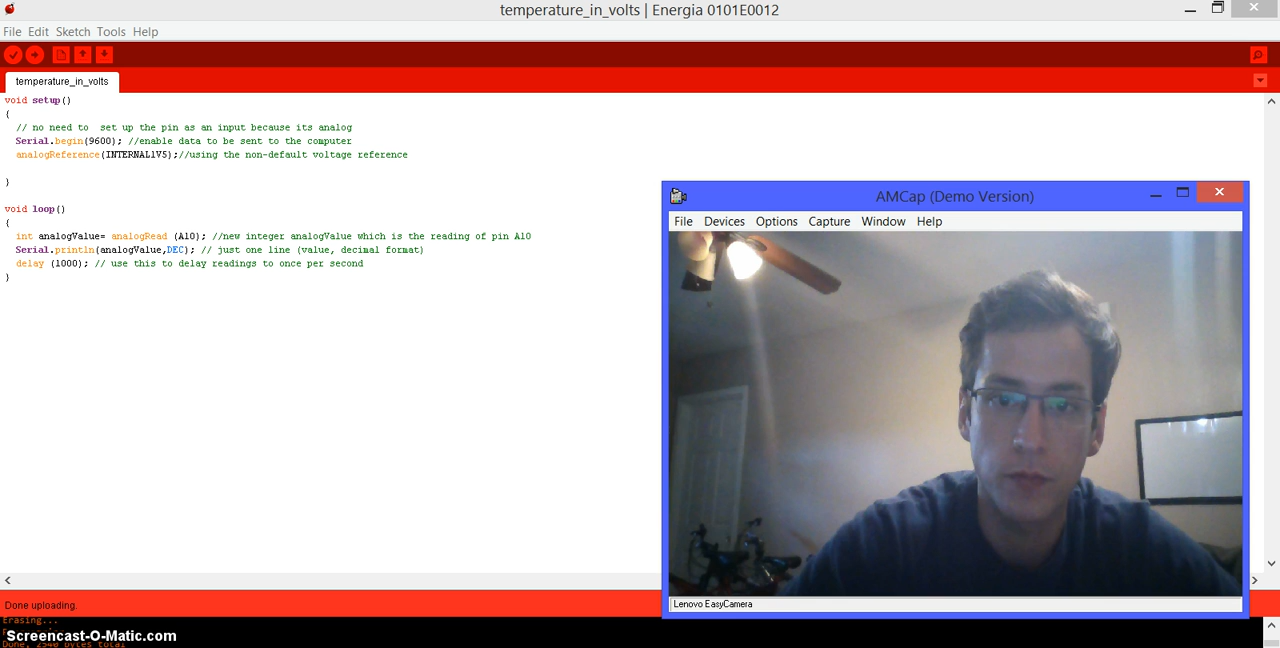 temperature_in_volts | Energia 0101E0012
File Edit Sketch Tools Help
temperature_in_volts
void setup()
{
// no need to set up the pin as an input because its analog
Serial.begin(9600); //enable data to be sent to the computer
analogReference(INTERNAL1V5);//using the non-default voltage reference
}
void loop()
{
int analogValue= analogRead (A10); //new integer analogValue which is the reading of pin A10
Serial.println(analogValue,DEC); // just one line (value, decimal format)
delay (1000); // use this to delay readings to once per second
}
AMCap (Demo Version)
File Devices Options Capture Window Help
Lenovo EasyCamera
Done uploading.
Erasing...
Screencast-O-Matic.com
Done, 2540 bytes total